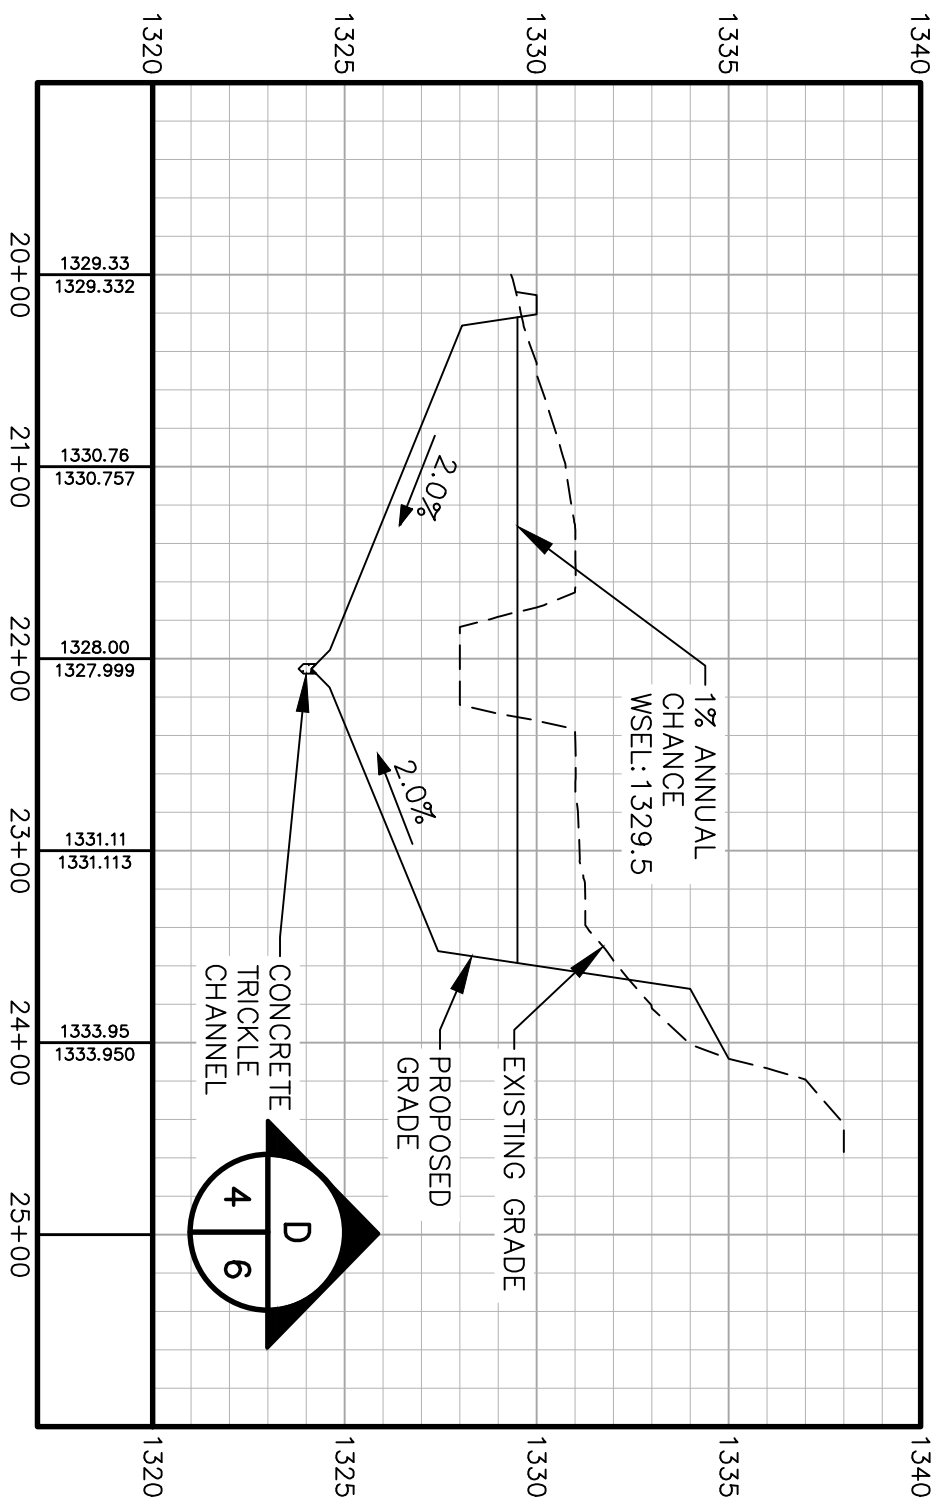 1340
1335
1330
1325
1320
1340
1335
1330
1325
1320
1% ANNUAL
CHANCE
WSEL: 1329.5
2.0%
2.0%
EXISTING GRADE
PROPOSED
GRADE
CONCRETE
TRICKLE
CHANNEL
D
4 6
1329.33 1329.332
1330.76 1330.757
1328.00 1327.999
1331.11 1331.113
1333.95 1333.950
20+00 21+00 22+00 23+00 24+00 25+00